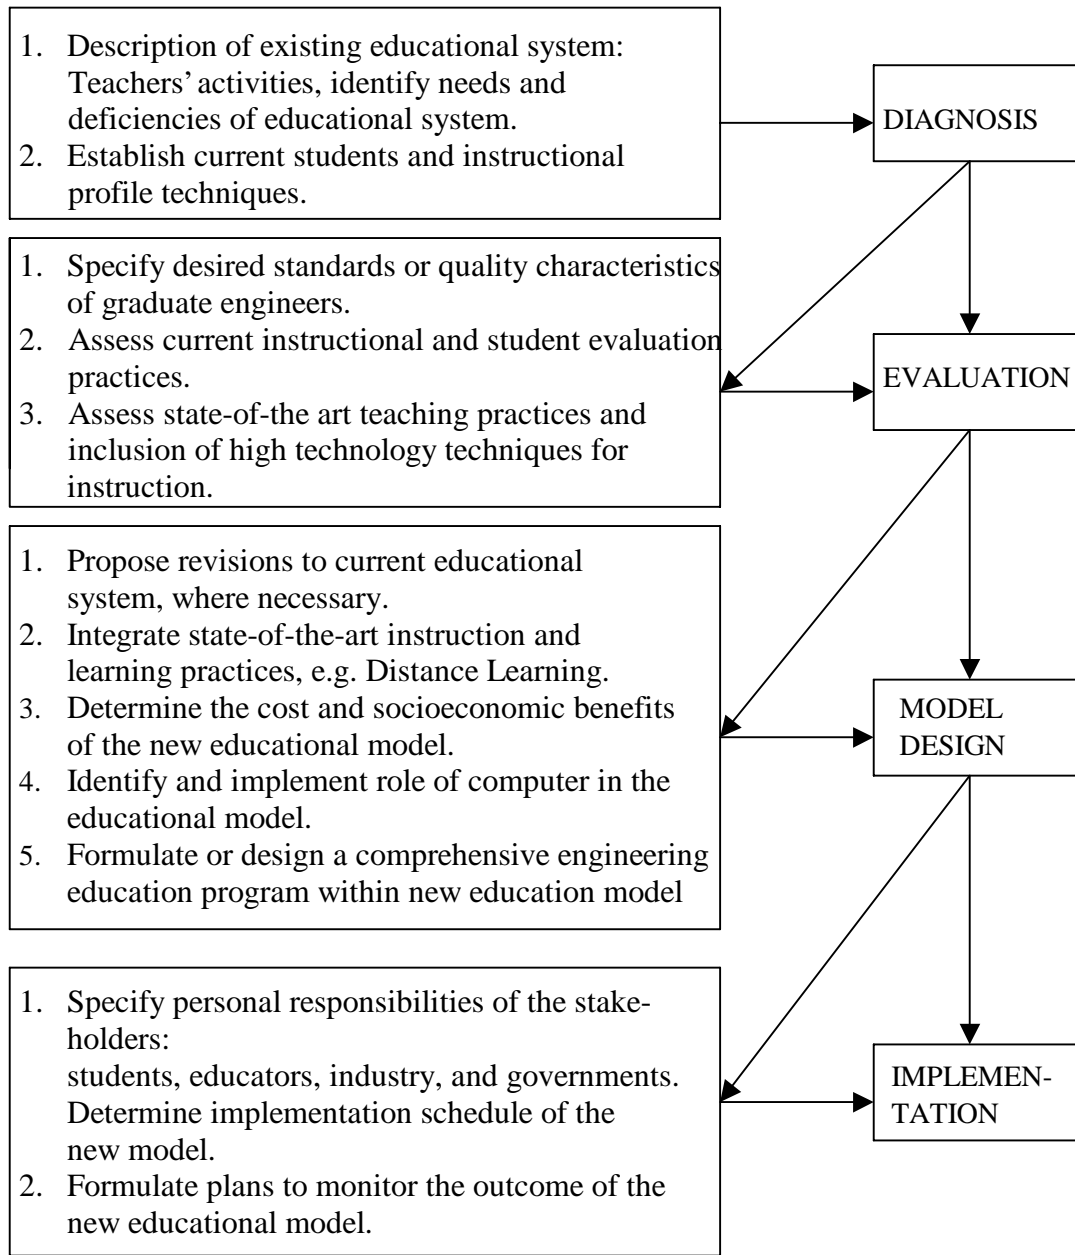 1. Description of existing educational system:
Teachers' activities, identify needs and
deficiencies of educational system.
2. Establish current students and instructional
profile techniques.
DIAGNOSIS
1. Specify desired standards or quality characteristics
of graduate engineers.
2. Assess current instructional and student evaluation
practices.
3. Assess state-of-the art teaching practices and
inclusion of high technology techniques for
instruction.
EVALUATION
1. Propose revisions to current educational
system, where necessary.
2. Integrate state-of-the-art instruction and
learning practices, e.g. Distance Learning.
3. Determine the cost and socioeconomic benefits
of the new educational model.
4. Identify and implement role of computer in the
educational model.
5. Formulate or design a comprehensive engineering
education program within new education model
MODEL
DESIGN
1. Specify personal responsibilities of the stake-
holders:
students, educators, industry, and governments.
Determine implementation schedule of the
new model.
2. Formulate plans to monitor the outcome of the
new educational model.
IMPLEMEN-
TATION